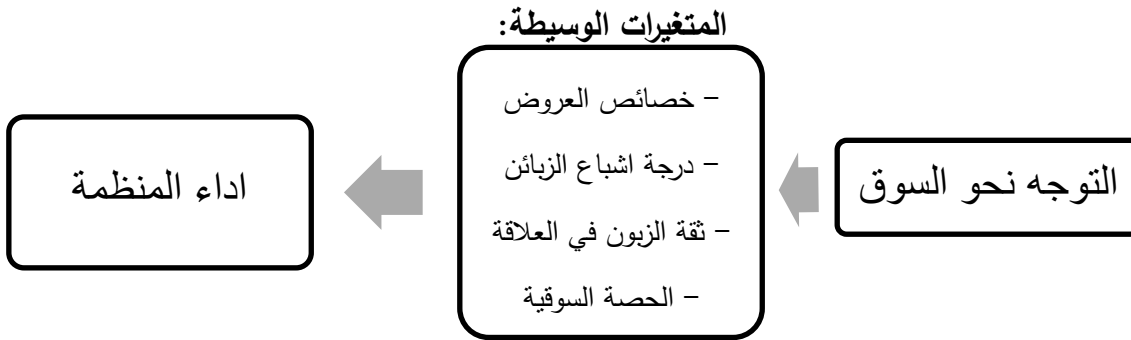 المتغيرات الوسيطة:
التوجه نحو السوق
- خصائص العروض
- درجة اشباع الزبائن
- ثقة الزبون في العلاقة
- الحصة السوقية
اداء المنظمة